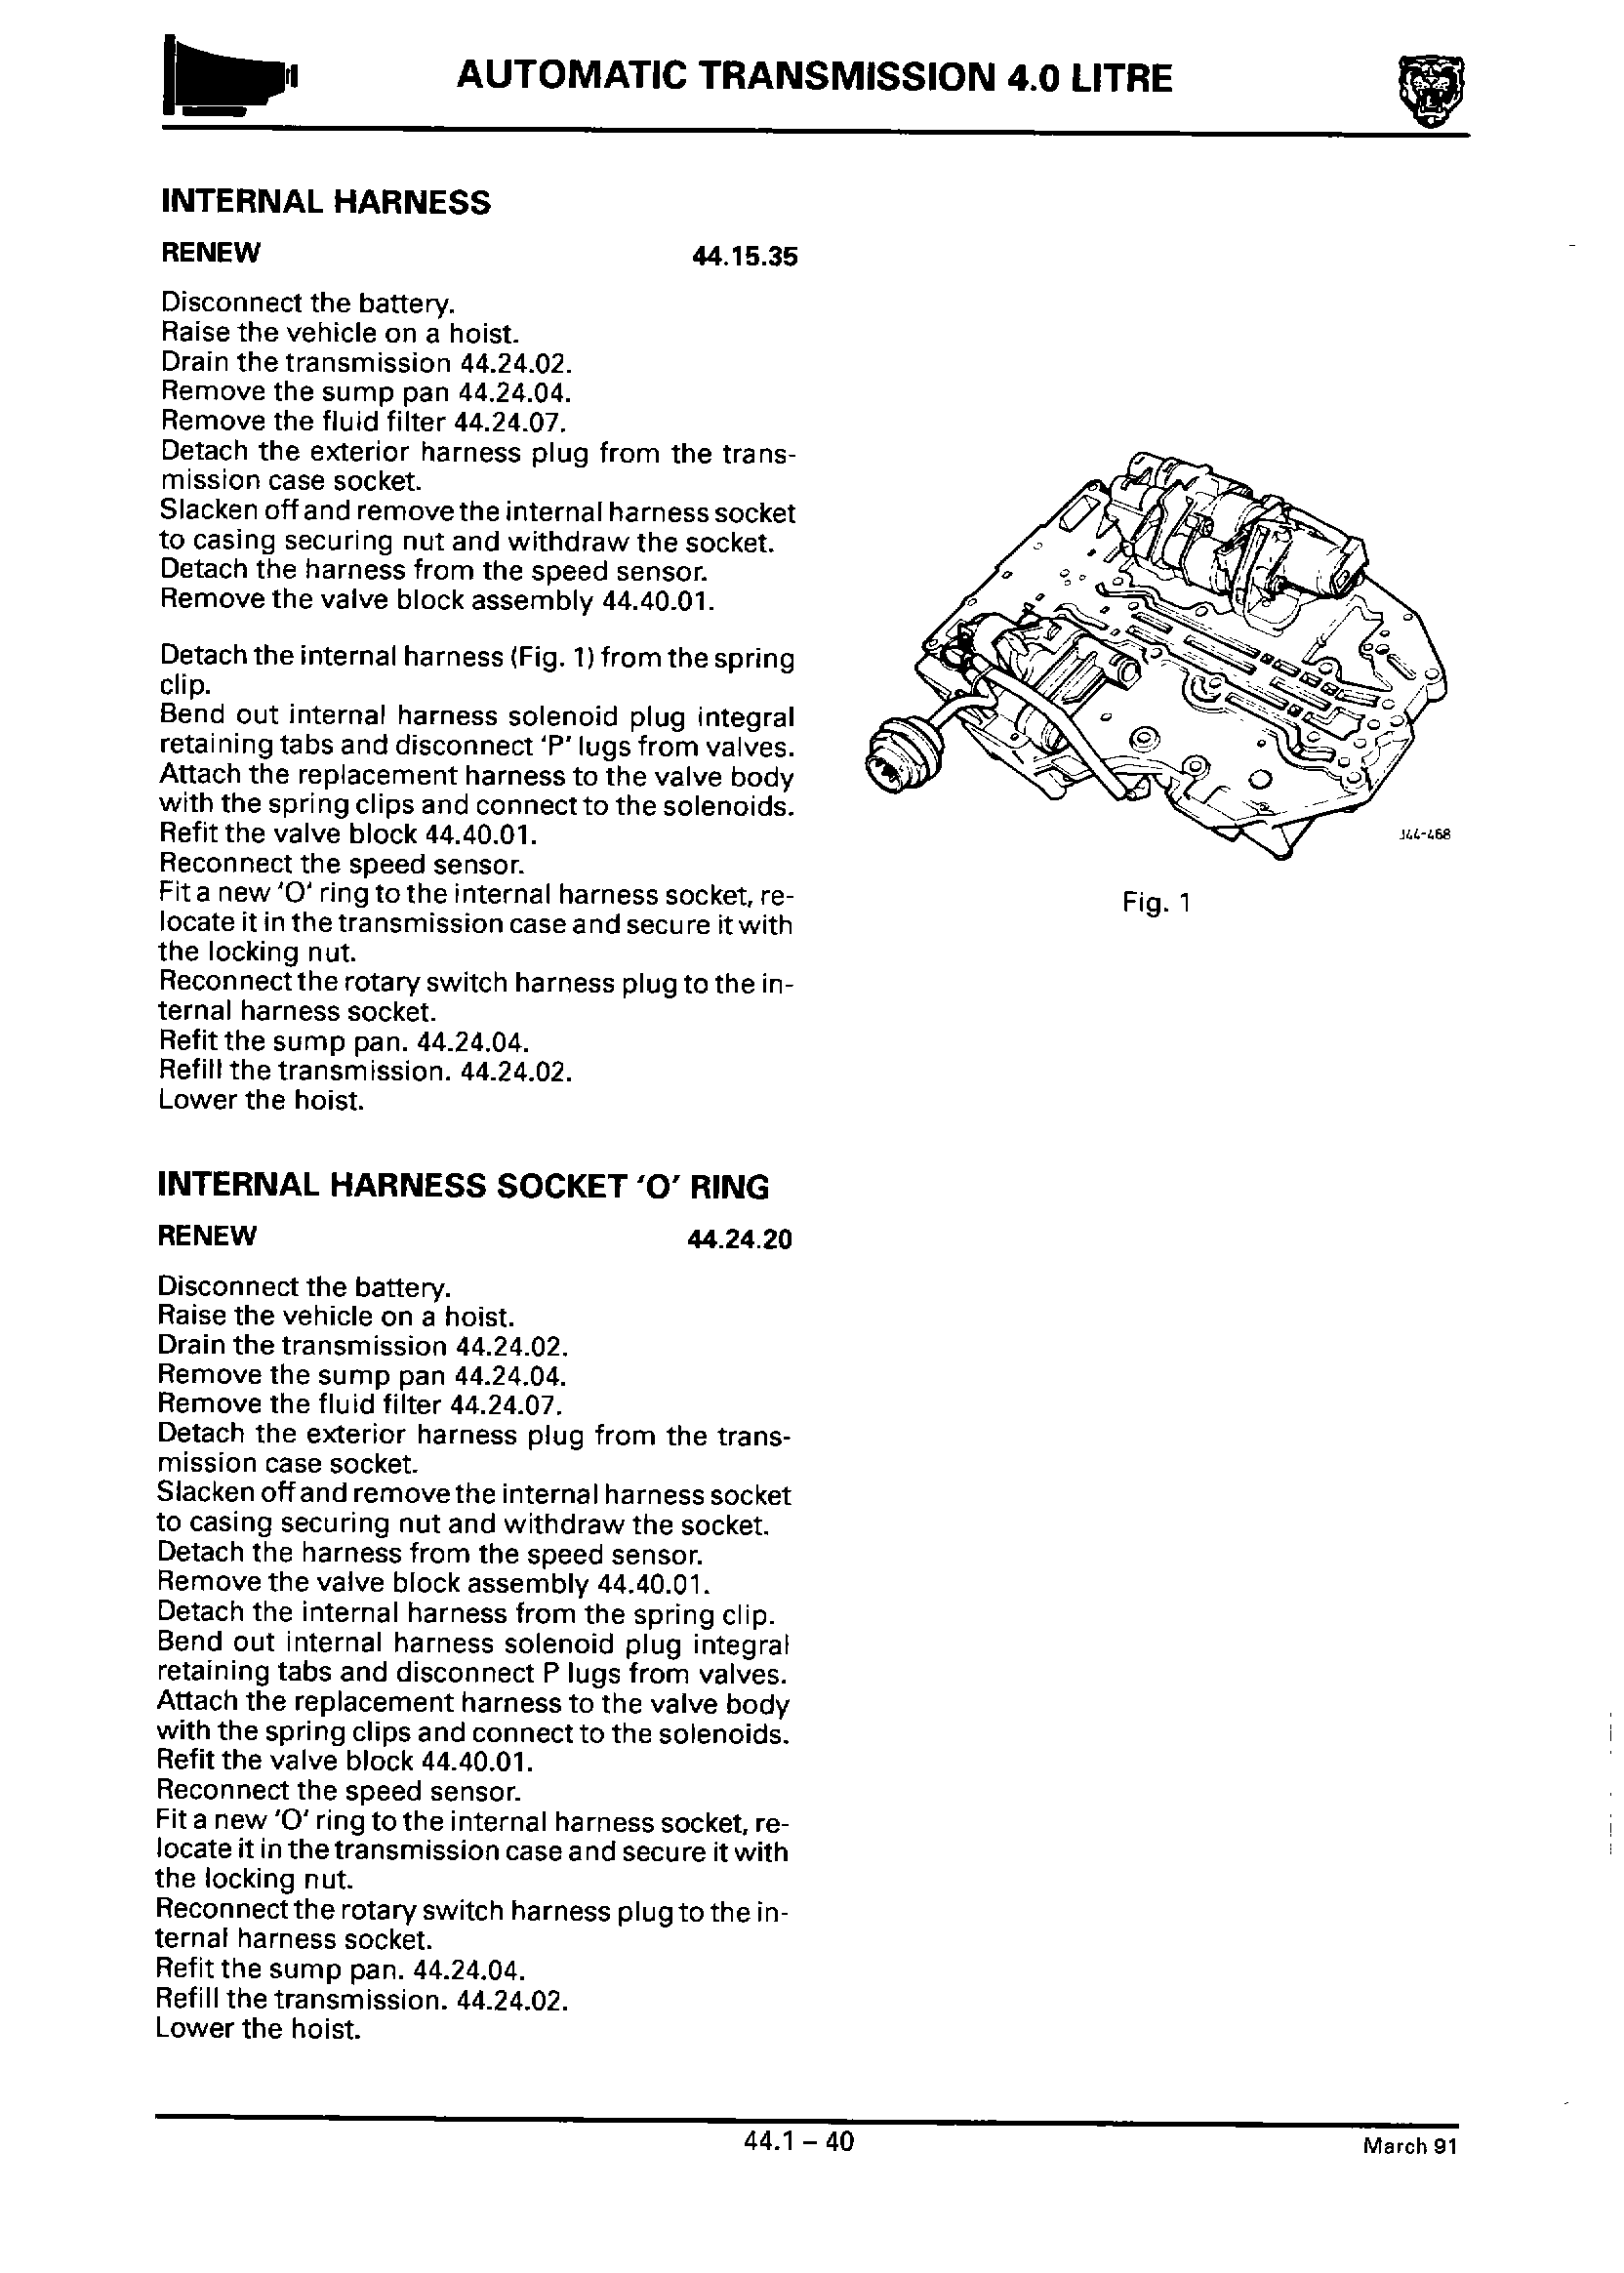 AUTOMATIC TRANSMISSION 4.0 LITRE
INTERNAL HARNESS
RENEW 44.15.35
Disconnect the battery.
Raise the vehicle on a hoist.
Drain the transmission 44.24.02.
Remove the sump pan 44.24.04.
Remove the fluid filter 44.24.07.
Detach the exterior harness plug from the trans-
mission case socket.
Slacken off and remove the internal harness socket
to casing securing nut and withdraw the socket.
Detach the harness from the speed sensor.
Remove the valve block assembly 44.40.01.
Detach the internal harness (Fig. 1) from the spring
clip.
Bend out internal harness solenoid plug integral
retaining tabs and disconnect 'P' lugs from valves.
Attach the replacement harness to the valve body
with the spring clips and connect to the solenoids.
Refit the valve block 44.40.01.
Reconnect the speed sensor.
Fit a new 'O' ring to the internal harness socket, re-
locate it in the transmission case and secure it with
the locking nut.
Reconnect the rotary switch harness plug to the in-
ternal harness socket.
Refit the sump pan. 44.24.04.
Refill the transmission. 44.24.02.
Lower the hoist.
J44-468
Fig. 1
INTERNAL HARNESS SOCKET 'O' RING
RENEW 44.24.20
Disconnect the battery.
Raise the vehicle on a hoist.
Drain the transmission 44.24.02.
Remove the sump pan 44.24.04.
Remove the fluid filter 44.24.07.
Detach the exterior harness plug from the trans-
mission case socket.
Slacken off and remove the internal harness socket
to casing securing nut and withdraw the socket.
Detach the harness from the speed sensor.
Remove the valve block assembly 44.40.01.
Detach the internal harness from the spring clip.
Bend out internal harness solenoid plug integral
retaining tabs and disconnect P lugs from valves.
Attach the replacement harness to the valve body
with the spring clips and connect to the solenoids.
Refit the valve block 44.40.01.
Reconnect the speed sensor.
Fit a new 'O' ring to the internal harness socket, re-
locate it in the transmission case and secure it with
the locking nut.
Reconnect the rotary switch harness plug to the in-
ternal harness socket.
Refit the sump pan. 44.24.04.
Refill the transmission. 44.24.02.
Lower the hoist.
44.1 – 40
March 91